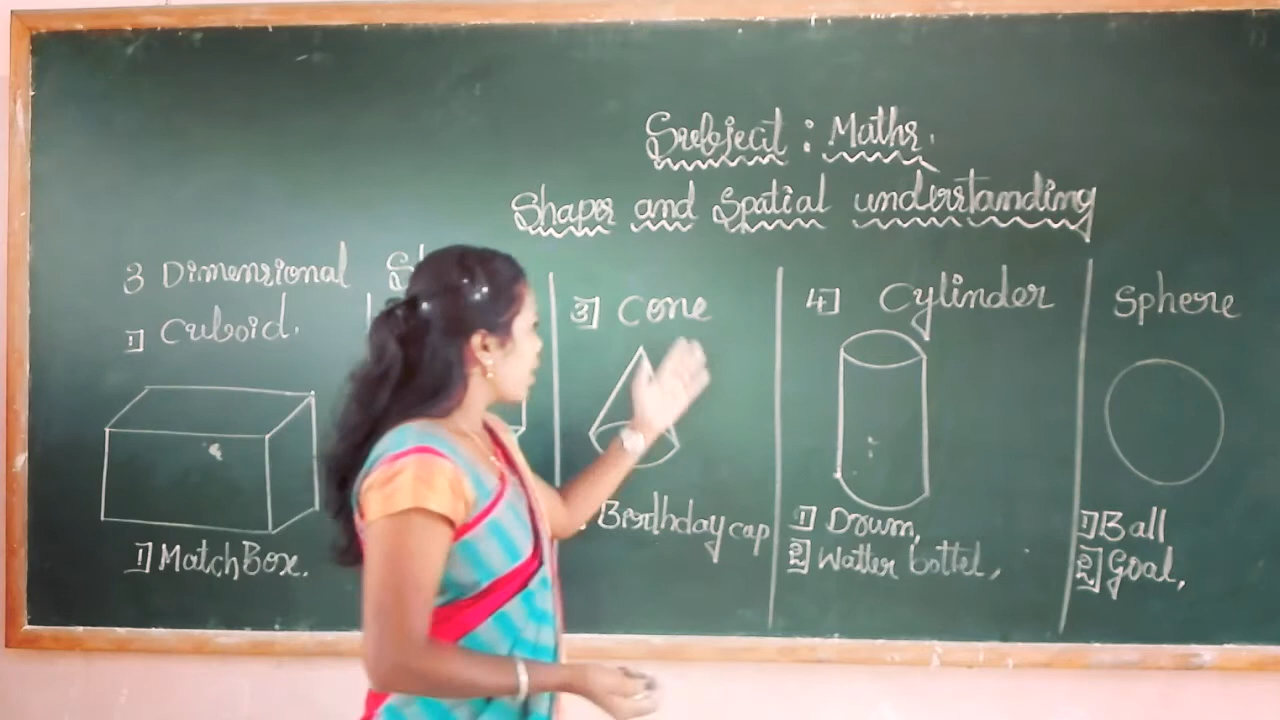 Subject : Maths.
Shapes and Spatial understanding
3 Dimensional
1] Cuboid.
3] Cone
4] Cylinder
Sphere
1] MatchBox.
Birthday cap
1] Drum,
2] Watter bottel,
1] Ball
2] Goal,